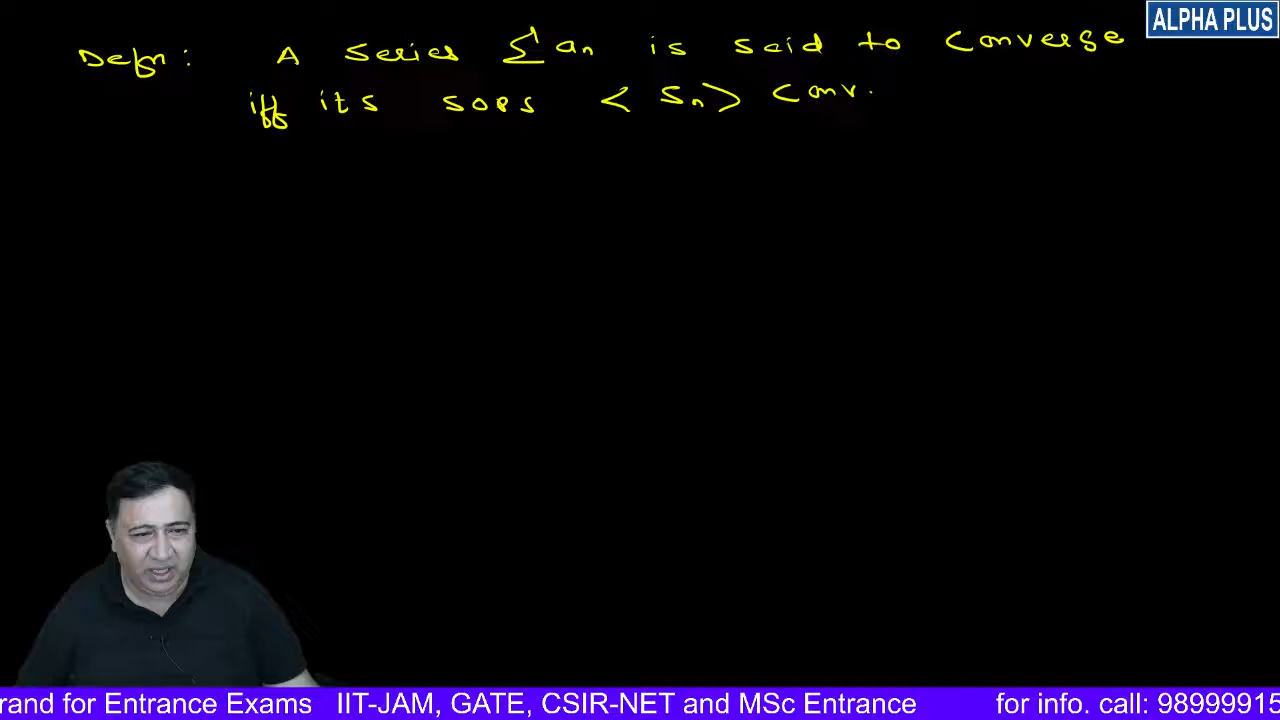 ALPHA PLUS
Defn: A series ∑ an is said to converge
iff its sops < Sn > conv.
rand for Entrance Exams IIT-JAM, GATE, CSIR-NET and MSc Entrance for info. call: 98999915